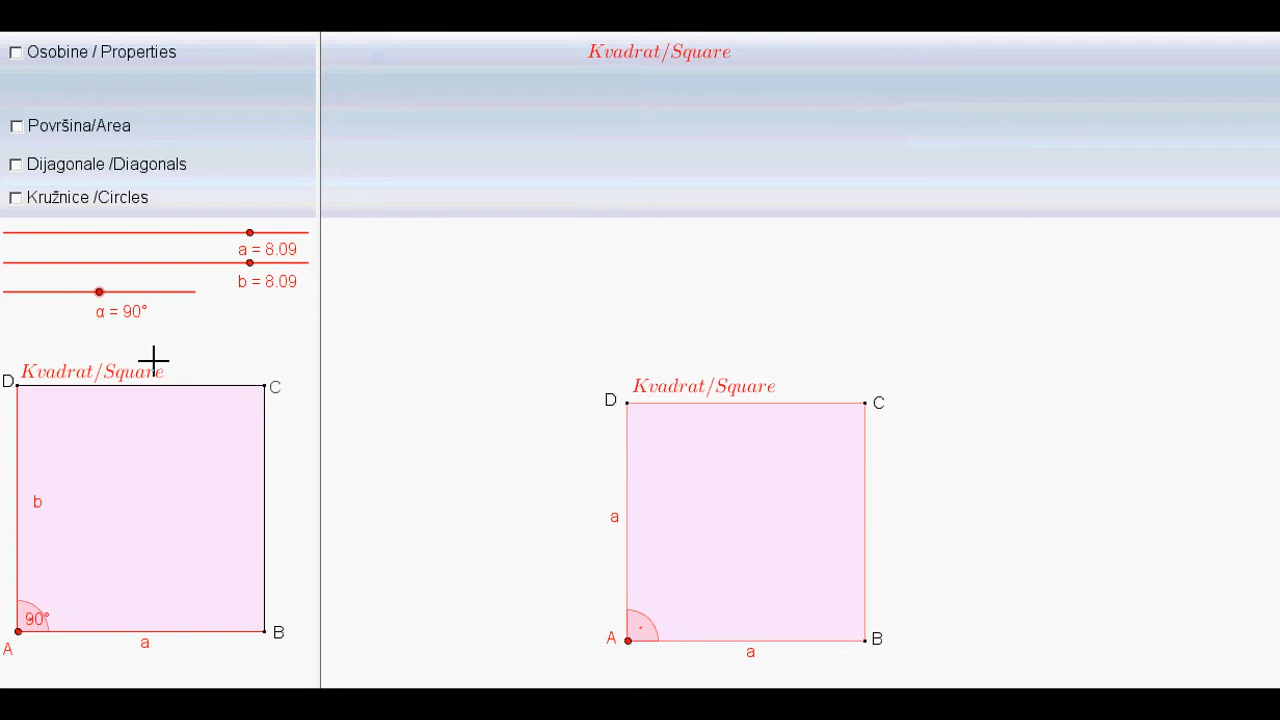 Osobine / Properties
Površina/Area
Dijagonale /Diagonals
Kružnice /Circles
a = 8.09
b = 8.09
α = 90°
Kvadrat/Square
D
C
b
90°
A
a
B
Kvadrat/Square
Kvadrat/Square
D
C
a
A
a
B